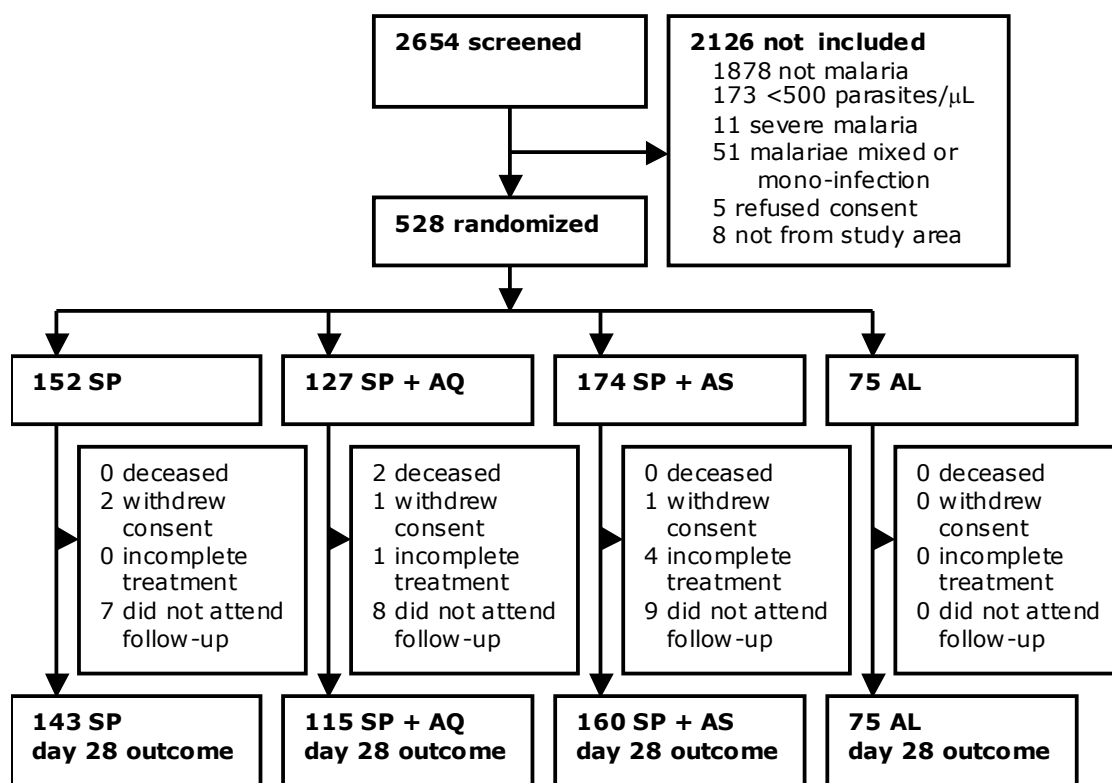 2654 screened
2126 not included
1878 not malaria
173 <500 parasites/μL
11 severe malaria
51 malariae mixed or
mono-infection
5 refused consent
8 not from study area
528 randomized
152 SP
127 SP + AQ
174 SP + AS
75 AL
0 deceased
2 withdrew
consent
0 incomplete
treatment
7 did not attend
follow-up
2 deceased
1 withdrew
consent
1 incomplete
treatment
8 did not attend
follow-up
0 deceased
1 withdrew
consent
4 incomplete
treatment
9 did not attend
follow-up
0 deceased
0 withdrew
consent
0 incomplete
treatment
0 did not attend
follow-up
143 SP
day 28 outcome
115 SP + AQ
day 28 outcome
160 SP + AS
day 28 outcome
75 AL
day 28 outcome